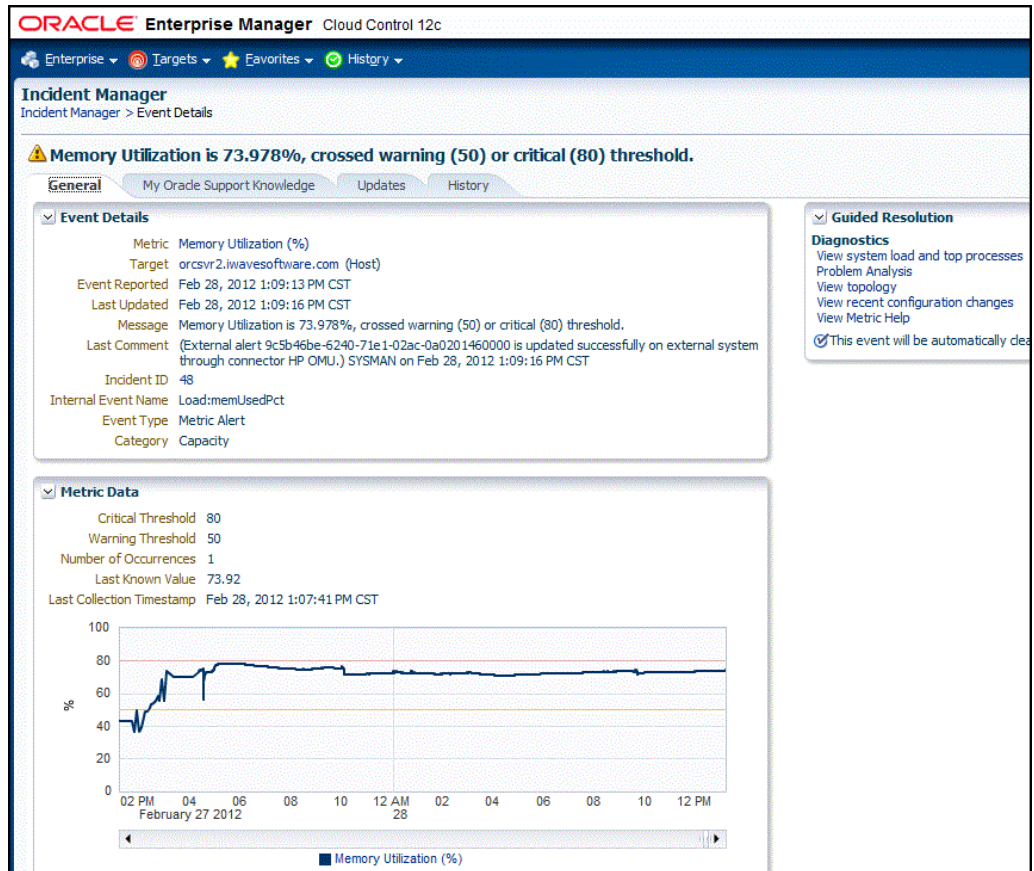 ORACLE Enterprise Manager Cloud Control 12c
Enterprise Targets Favorites History
Incident Manager
Incident Manager > Event Details
Memory Utilization is 73.978%, crossed warning (50) or critical (80) threshold.
General My Oracle Support Knowledge Updates History
Event Details
Metric Memory Utilization (%)
Target orcsvr2.iwavesoftware.com (Host)
Event Reported Feb 28, 2012 1:09:13 PM CST
Last Updated Feb 28, 2012 1:09:16 PM CST
Message Memory Utilization is 73.978%, crossed warning (50) or critical (80) threshold.
Last Comment (External alert 9c5b46be-6240-71e1-02ac-0a0201460000 is updated successfully on external system
through connector HP OMU.) SYSMAN on Feb 28, 2012 1:09:16 PM CST
Incident ID 48
Internal Event Name Load:memUsedPct
Event Type Metric Alert
Category Capacity
Guided Resolution
Diagnostics
View system load and top processes
Problem Analysis
View topology
View recent configuration changes
View Metric Help
This event will be automatically clea
Metric Data
Critical Threshold 80
Warning Threshold 50
Number of Occurrences 1
Last Known Value 73.92
Last Collection Timestamp Feb 28, 2012 1:07:41 PM CST
100
80
60
%
40
20
0
02 PM 04 06 08 10 12 AM 02 04 06 08 10 12 PM
February 27 2012 28
Memory Utilization (%)